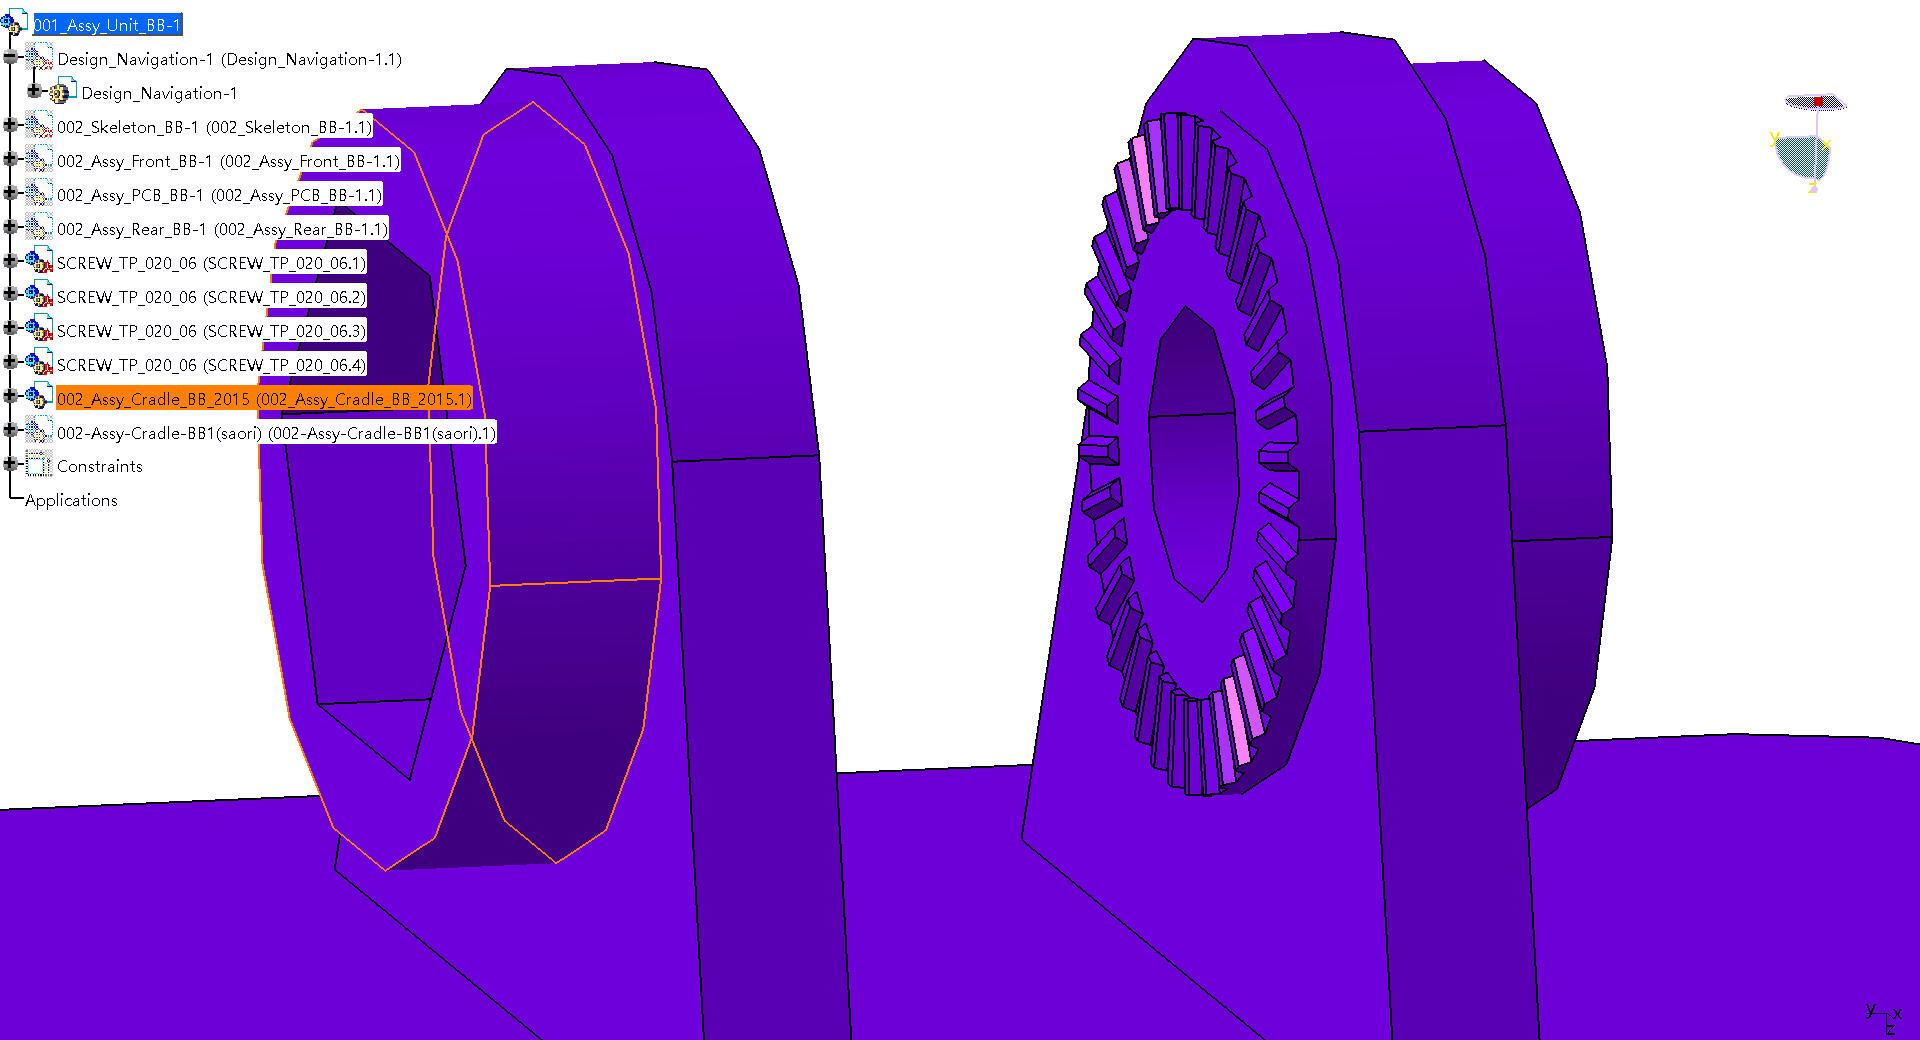 001_Assy_Unit_BB-1
Design_Navigation-1 (Design_Navigation-1.1)
Design_Navigation-1
002_Skeleton_BB-1 (002_Skeleton_BB-1.1)
002_Assy_Front_BB-1 (002_Assy_Front_BB-1.1)
002_Assy_PCB_BB-1 (002_Assy_PCB_BB-1.1)
002_Assy_Rear_BB-1 (002_Assy_Rear_BB-1.1)
SCREW_TP_020_06 (SCREW_TP_020_06.1)
SCREW_TP_020_06 (SCREW_TP_020_06.2)
SCREW_TP_020_06 (SCREW_TP_020_06.3)
SCREW_TP_020_06 (SCREW_TP_020_06.4)
002_Assy_Cradle_BB_2015 (002_Assy_Cradle_BB_2015.1)
002-Assy-Cradle-BB1(saori) (002-Assy-Cradle-BB1(saori).1)
Constraints
Applications
y x
z
y x
z